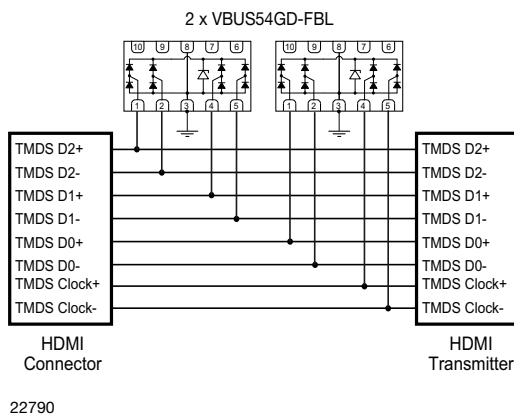 2 x VBUS54GD-FBL
10 9 8 7 6
10 9 8 7 6
1 2 3 4 5
1 2 3 4 5
TMDS D2+
TMDS D2-
TMDS D1+
TMDS D1-
TMDS D0+
TMDS D0-
TMDS Clock+
TMDS Clock-
TMDS D2+
TMDS D2-
TMDS D1+
TMDS D1-
TMDS D0+
TMDS D0-
TMDS Clock+
TMDS Clock-
HDMI
Connector
HDMI
Transmitter
22790